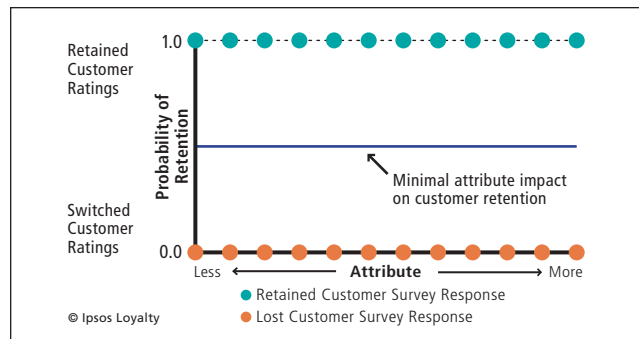 Retained
Customer
Ratings
1.0
Probability of
Retention
Minimal attribute impact
on customer retention
Switched
Customer
Ratings
0.0
Less Attribute More
Retained Customer Survey Response
© Ipsos Loyalty
Lost Customer Survey Response